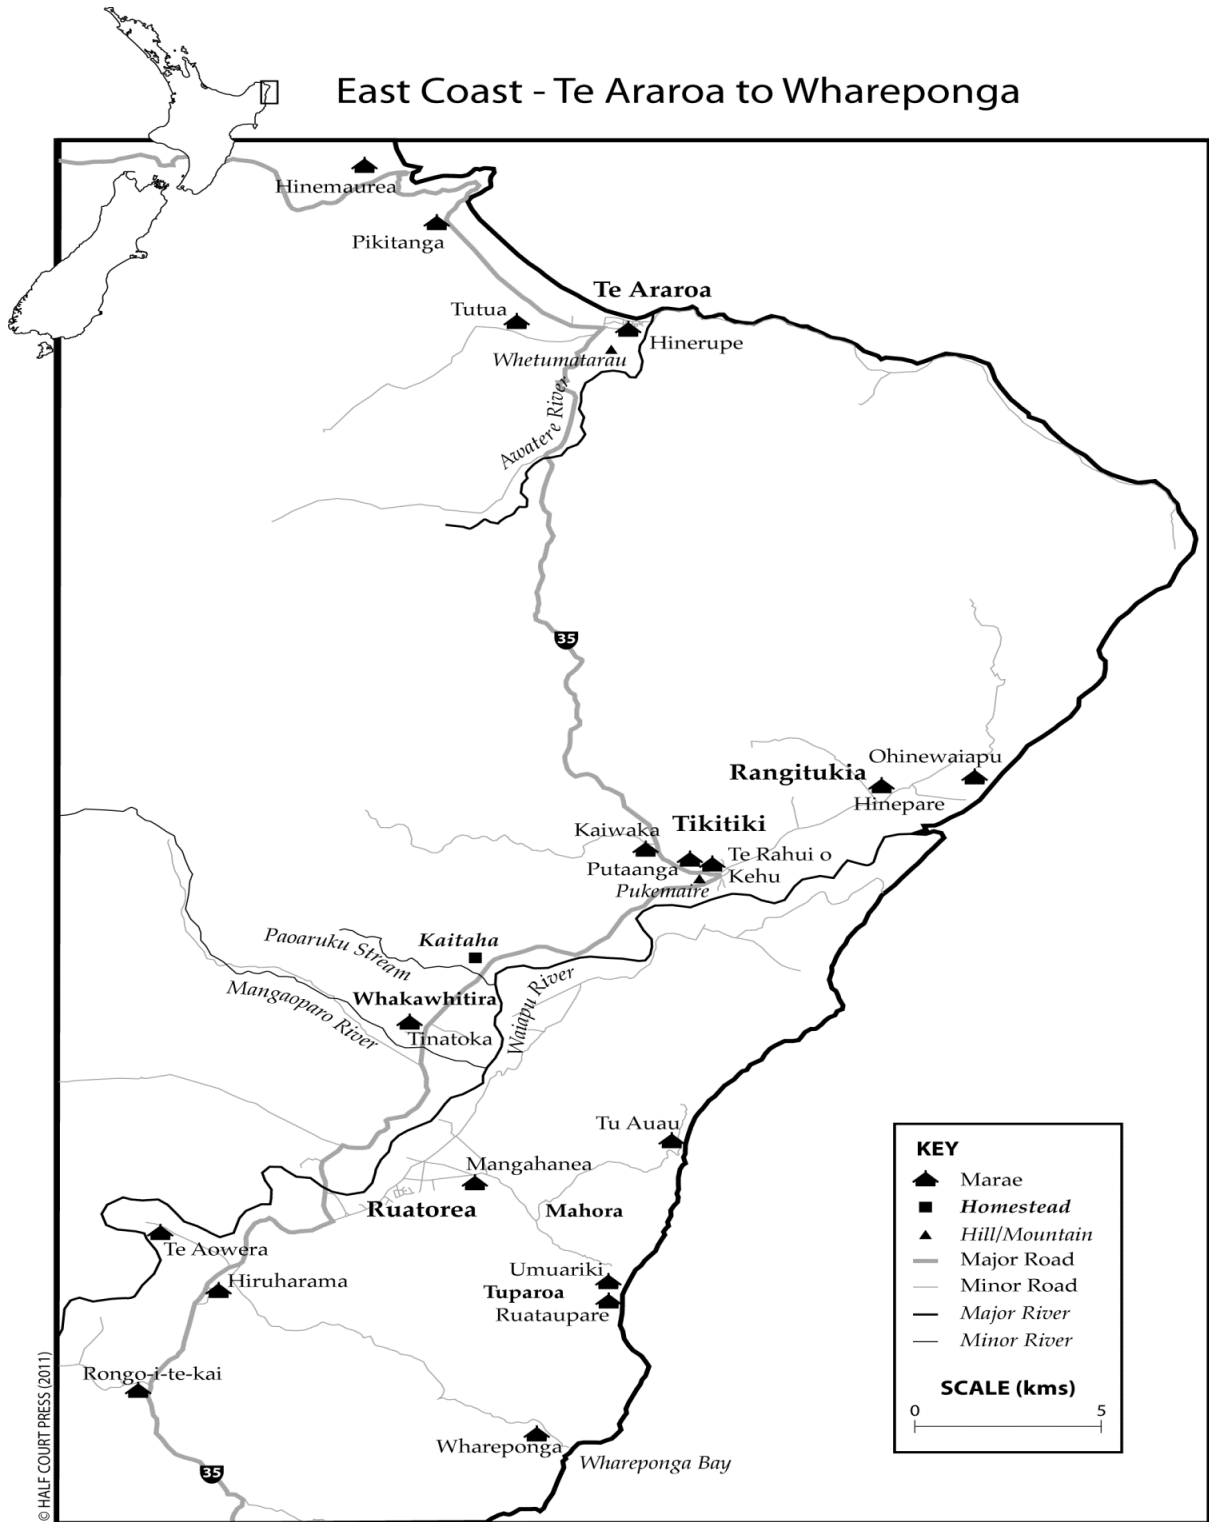 East Coast - Te Araroa to Whareponga
Hinemaurea
Pikitanga
Te Araroa
Tutua
Hinerupe
Whetumatarau
Awatere River
35
Ohinewaiapu
Rangitukia
Hinepare
Tikitiki
Kaiwaka
Te Rahui o
Kehu
Putaanga
Pukemaire
Kaitaha
Paoaruku Stream
Whakawhitira
Mangaoparo River
Tinatoka
Waiapu River
Tu Auau
Mangahanea
Ruatorea
Mahora
Te Aowera
Hiruharama
Umuariki
Tuparoa
Ruataupare
Rongo-i-te-kai
Whareponga
Whareponga Bay
35
KEY
Marae
Homestead
Hill/Mountain
Major Road
Minor Road
Major River
Minor River
SCALE (kms)
0 5
© HALF COURT PRESS (2011)